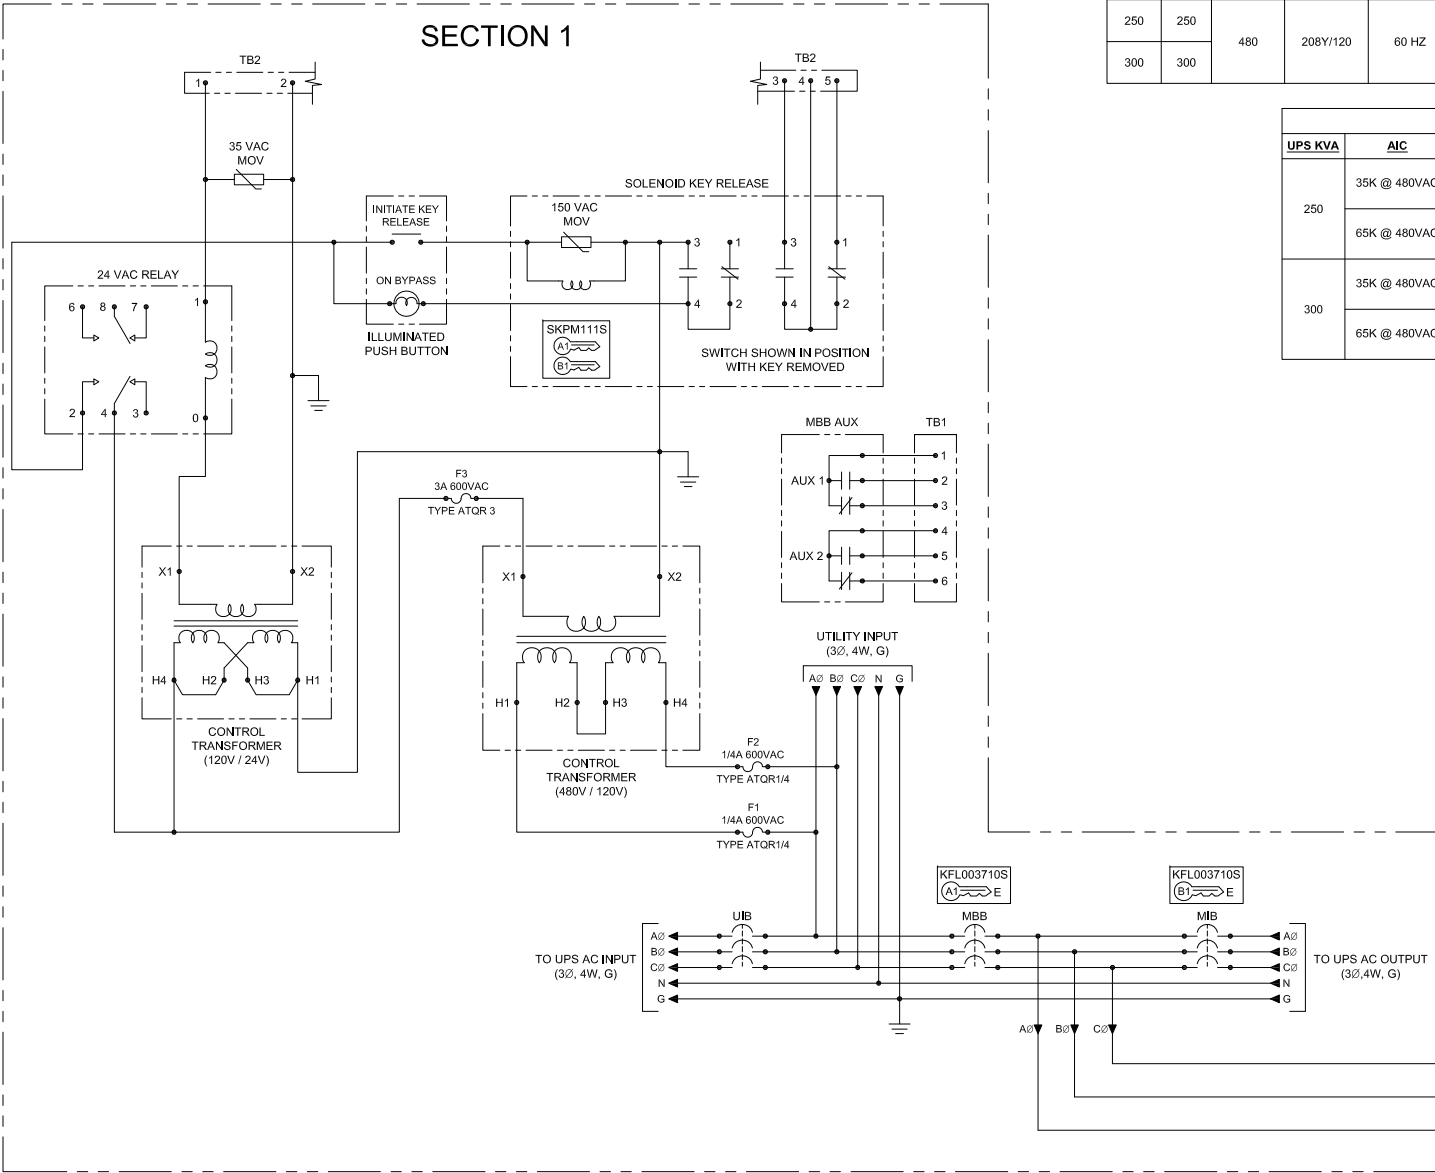 SECTION 1
250 250
480 208Y/120 60 HZ
300 300
UPS KVA AIC
35K @ 480VAC
250
65K @ 480VAC
35K @ 480VAC
300
65K @ 480VAC
TB2
1 2
TB2
3 4 5
35 VAC
MOV
SOLENOID KEY RELEASE
INITIATE KEY
RELEASE
150 VAC
MOV
3 1 3 1
ON BYPASS
4 2 4 2
ILLUMINATED
PUSH BUTTON
SKPM111S
A1
B1
SWITCH SHOWN IN POSITION
WITH KEY REMOVED
24 VAC RELAY
6 8 7 1
2 4 3 0
MBB AUX TB1
1
AUX 1 2
3
4
AUX 2 5
6
F3
3A 600VAC
TYPE ATQR 3
X1 X2
X1 X2
H4 H2 H3 H1
H1 H2 H3 H4
CONTROL
TRANSFORMER
(120V / 24V)
CONTROL
TRANSFORMER
(480V / 120V)
UTILITY INPUT
(3Ø, 4W, G)
AØ BØ CØ N G
F2
1/4A 600VAC
TYPE ATQR1/4
F1
1/4A 600VAC
TYPE ATQR1/4
KFL003710S
A1 E
KFL003710S
B1 E
UIB MBB MIB
TO UPS AC INPUT
(3Ø, 4W, G)
AØ
BØ
CØ
N
G
AØ
BØ
CØ
N
G
TO UPS AC OUTPUT
(3Ø,4W, G)
AØ BØ CØ